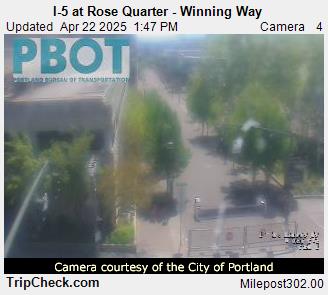 I-5 at Rose Quarter - Winning Way
Updated Apr 22 2025 1:47 PM Camera 4
PBOT
PORTLAND BUREAU OF TRANSPORTATION
Camera courtesy of the City of Portland
TripCheck.com Milepost302.00